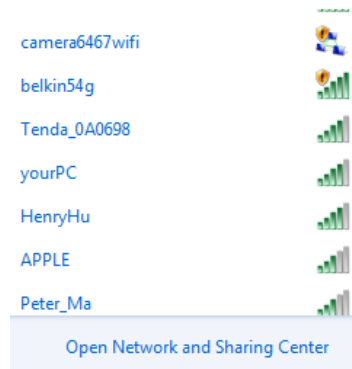 camera6467wifi
belkin54g
Tenda_0A0698
yourPC
HenryHu
APPLE
Peter_Ma
Open Network and Sharing Center